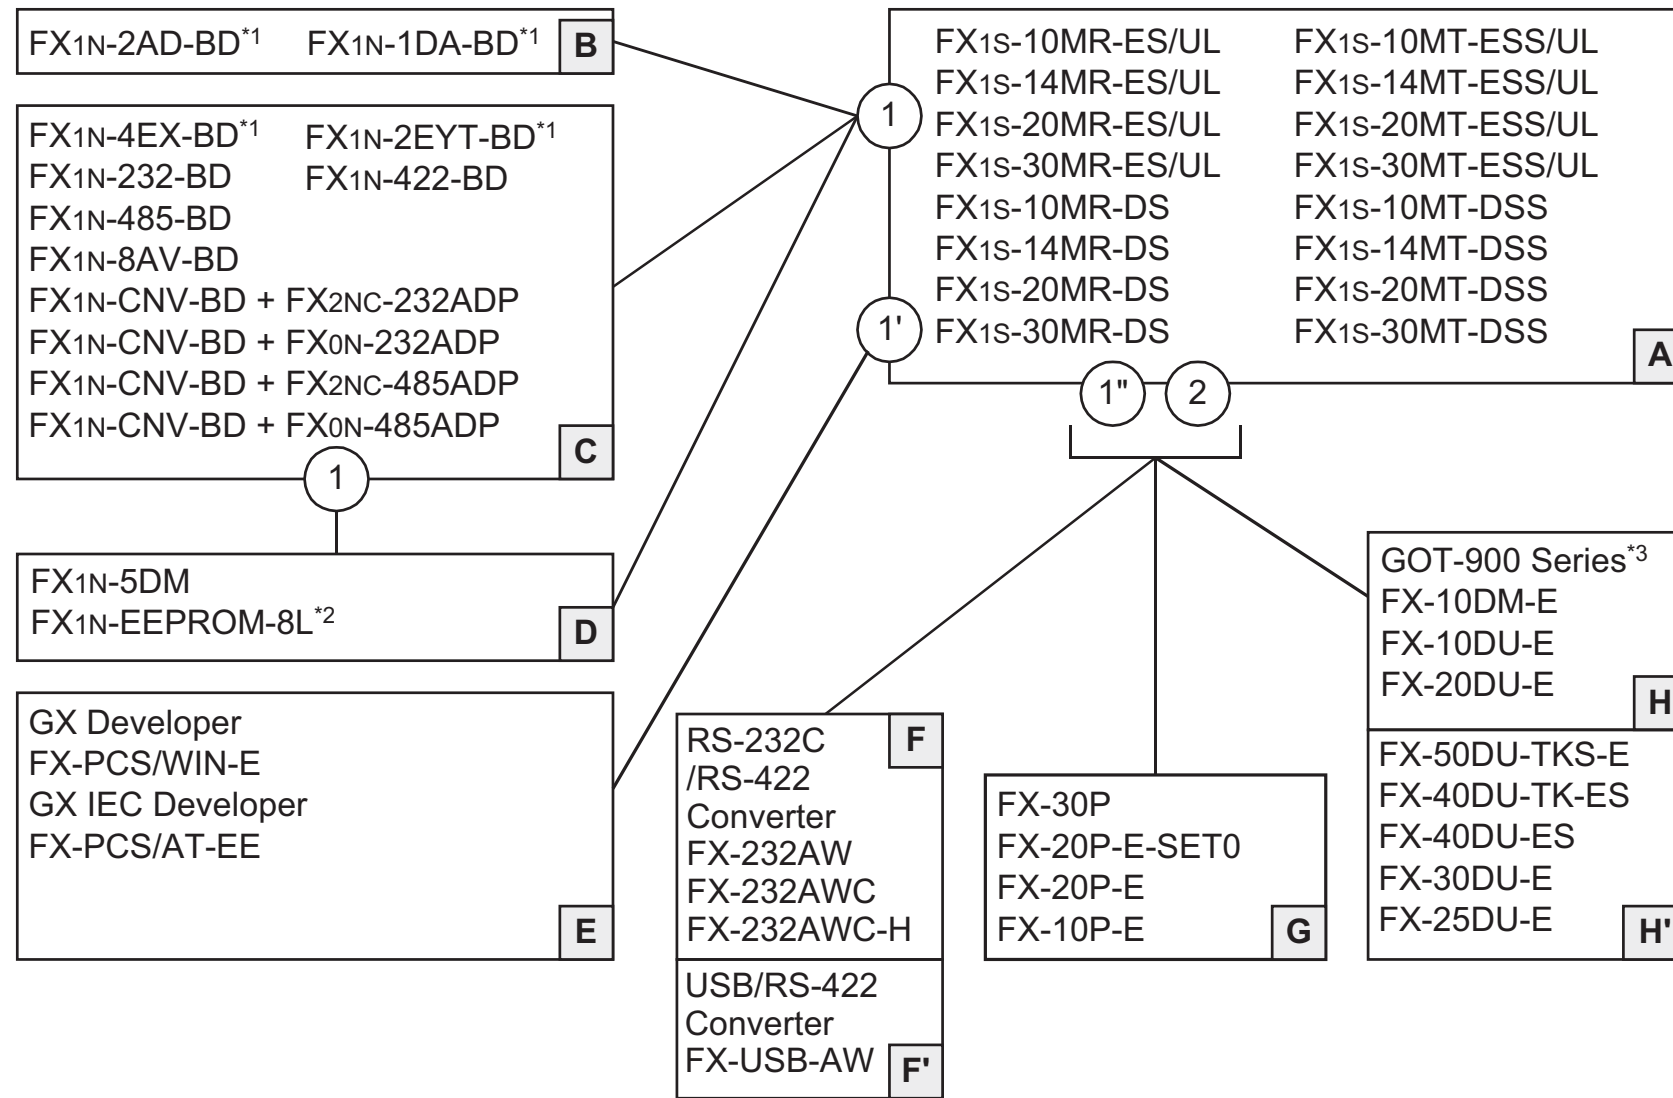 FX1N-2AD-BD*1 FX1N-1DA-BD*1 B
FX1N-4EX-BD*1 FX1N-2EYT-BD*1
FX1N-232-BD FX1N-422-BD
FX1N-485-BD
FX1N-8AV-BD
FX1N-CNV-BD + FX2NC-232ADP
FX1N-CNV-BD + FX0N-232ADP
FX1N-CNV-BD + FX2NC-485ADP
FX1N-CNV-BD + FX0N-485ADP
C
1
FX1N-5DM
FX1N-EEPROM-8L*2
D
GX Developer
FX-PCS/WIN-E
GX IEC Developer
FX-PCS/AT-EE
E
1
1'
FX1S-10MR-ES/UL FX1S-10MT-ESS/UL
FX1S-14MR-ES/UL FX1S-14MT-ESS/UL
FX1S-20MR-ES/UL FX1S-20MT-ESS/UL
FX1S-30MR-ES/UL FX1S-30MT-ESS/UL
FX1S-10MR-DS FX1S-10MT-DSS
FX1S-14MR-DS FX1S-14MT-DSS
FX1S-20MR-DS FX1S-20MT-DSS
FX1S-30MR-DS FX1S-30MT-DSS
A
1" 2
RS-232C F
/RS-422
Converter
FX-232AW
FX-232AWC
FX-232AWC-H
USB/RS-422
Converter
FX-USB-AW F'
FX-30P
FX-20P-E-SET0
FX-20P-E
FX-10P-E G
GOT-900 Series*3
FX-10DM-E
FX-10DU-E
FX-20DU-E H
FX-50DU-TKS-E
FX-40DU-TK-ES
FX-40DU-ES
FX-30DU-E
FX-25DU-E H'